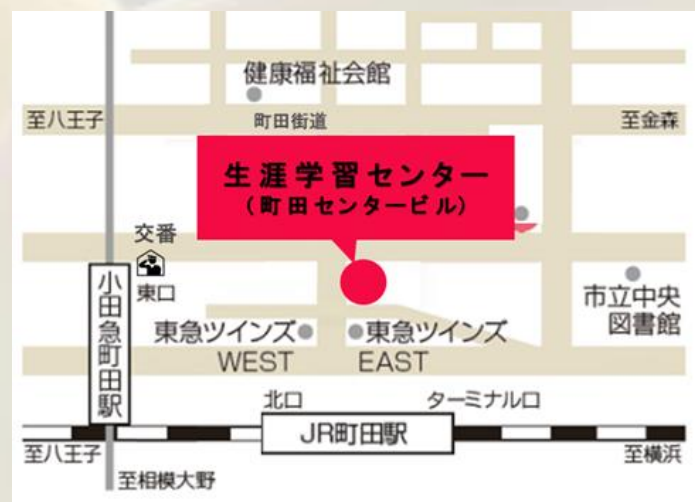 健康福祉会館
至八王子
町田街道
至金森
生涯学習センター
(町田センタービル)
交番
東口
小田急町田駅
市立中央
図書館
東急ツインズ
WEST
東急ツインズ
EAST
北口
ターミナル口
JR町田駅
至八王子
至横浜
至相模大野